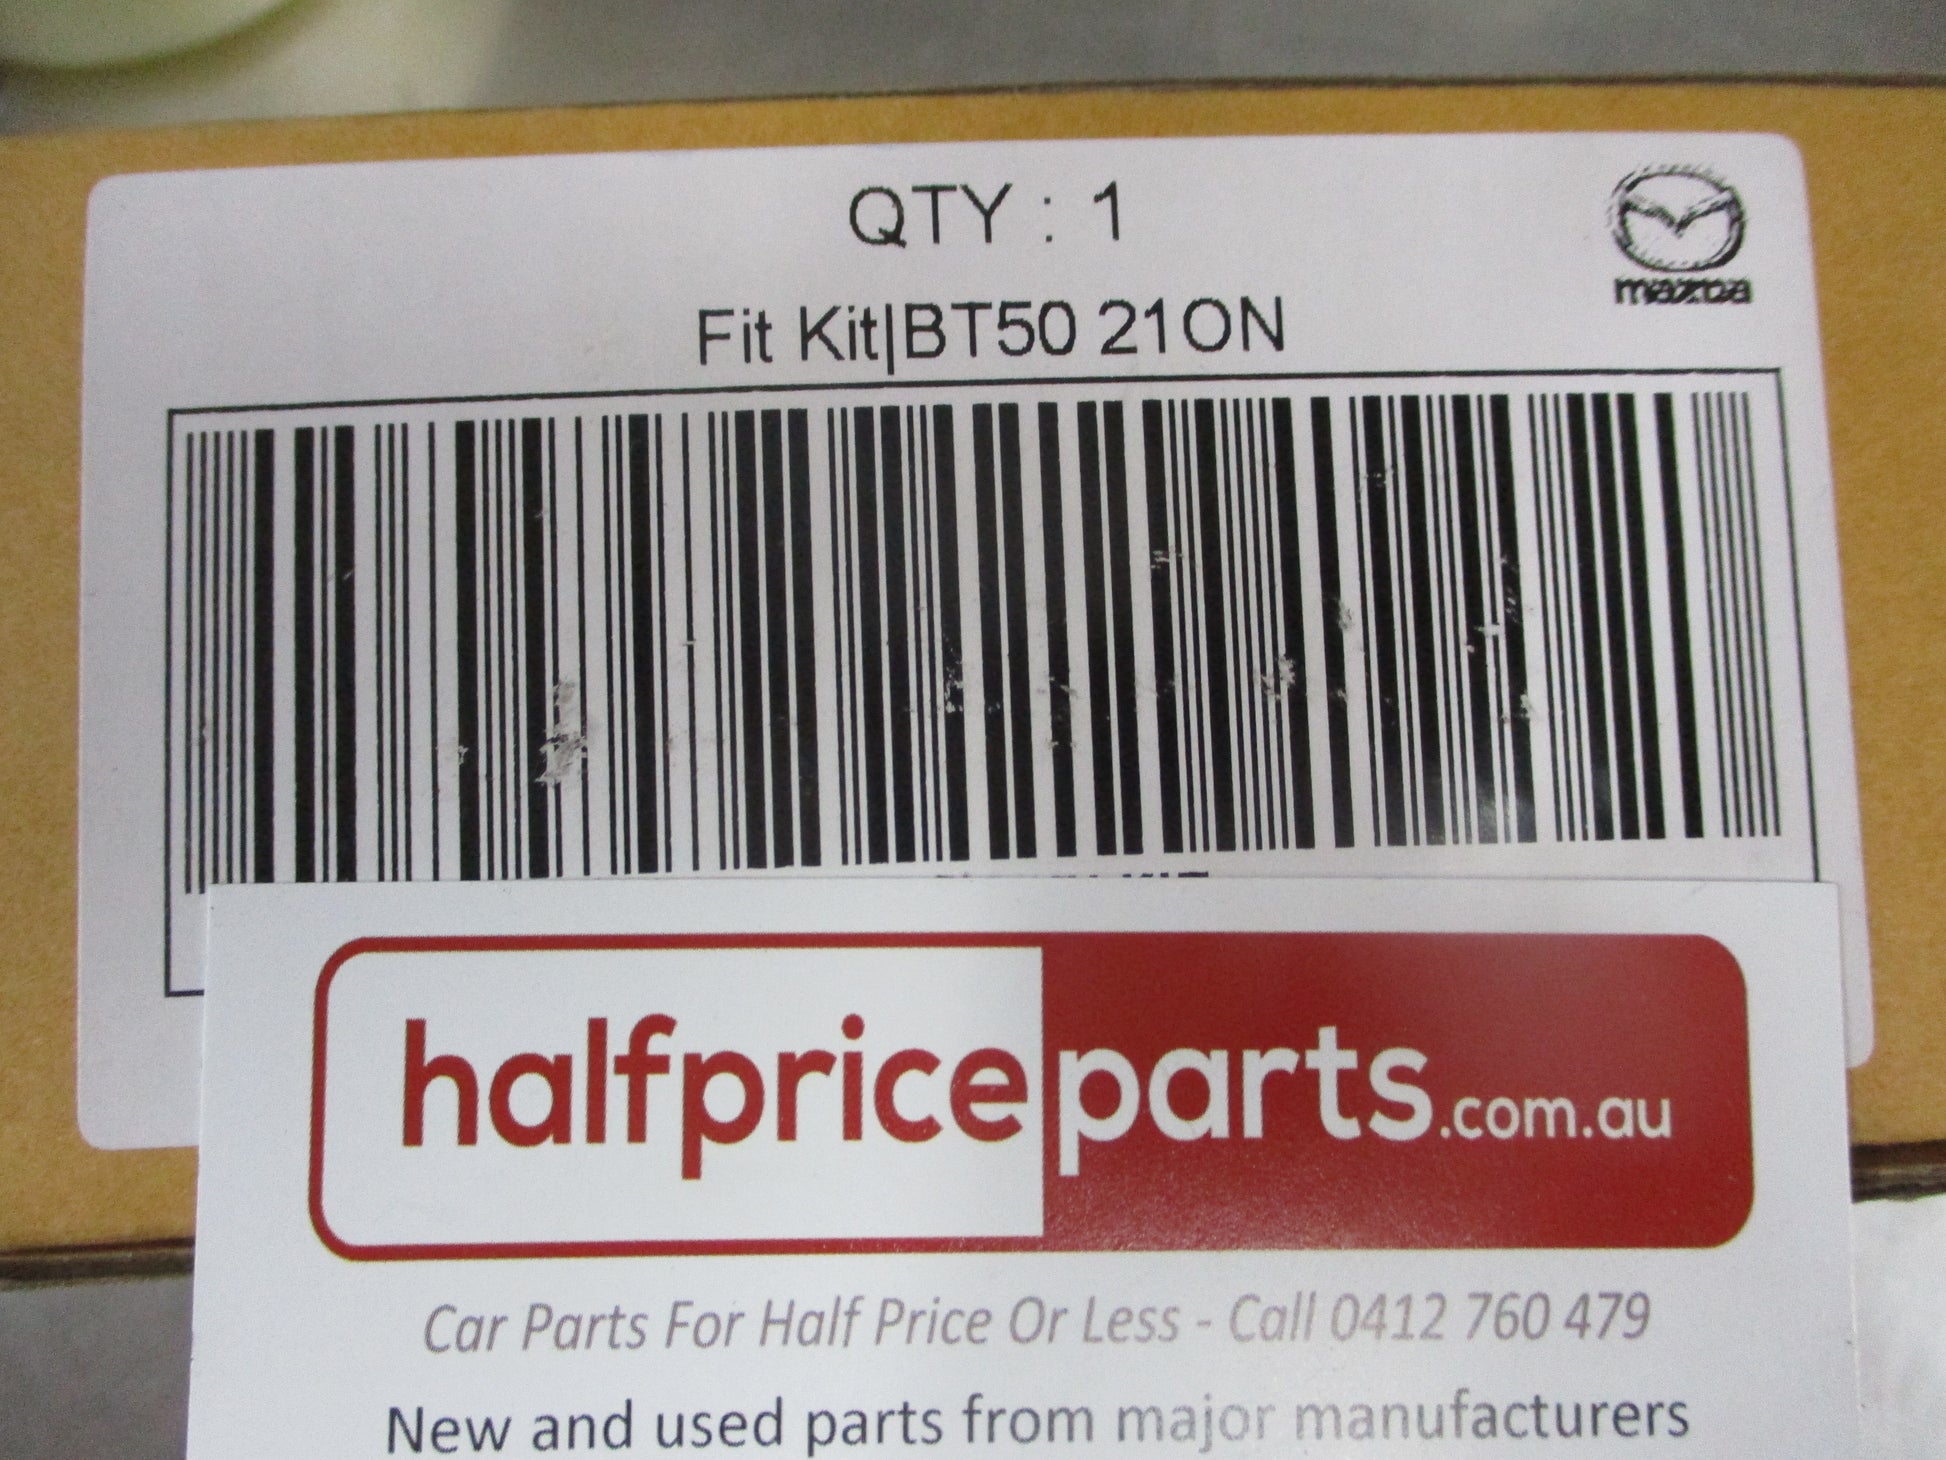 QTY : 1
mazda
Fit Kit|BT50 21ON
halfpriceparts.com.au
Car Parts For Half Price Or Less - Call 0412 760 479
New and used parts from major manufacturers